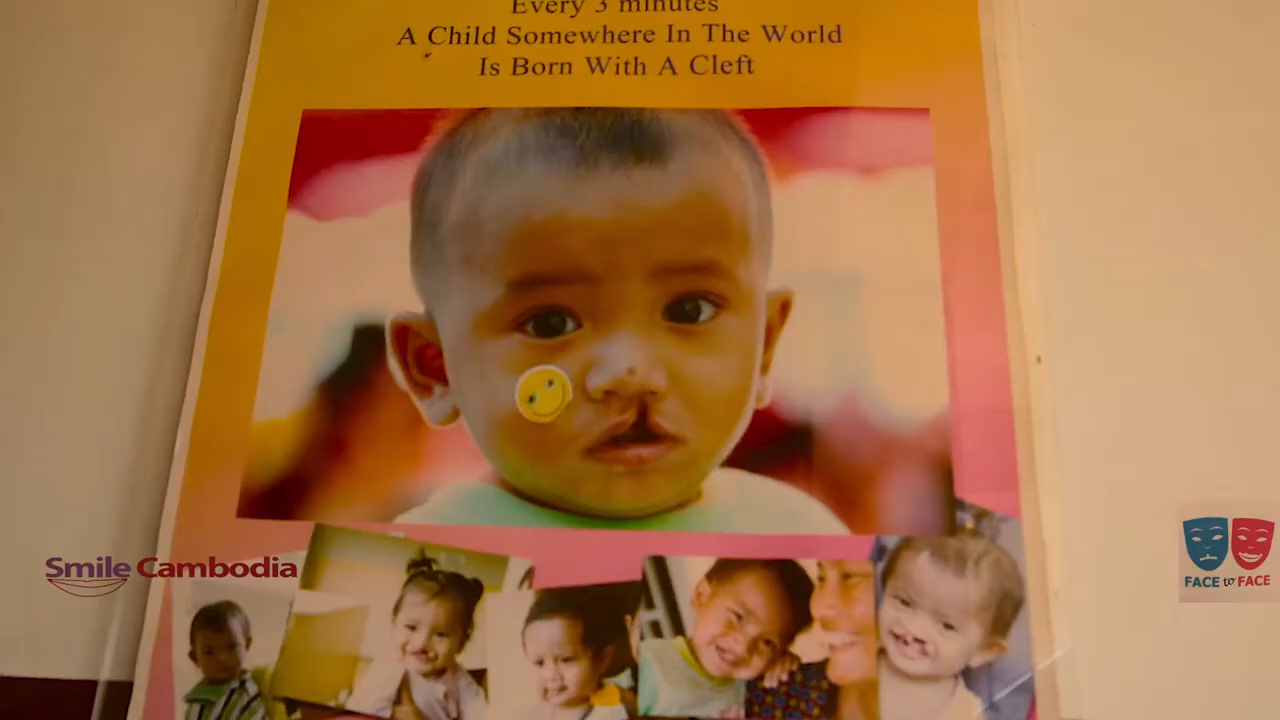 Every 3 minutes
A Child Somewhere In The World
Is Born With A Cleft
Smile Cambodia
FACE to FACE